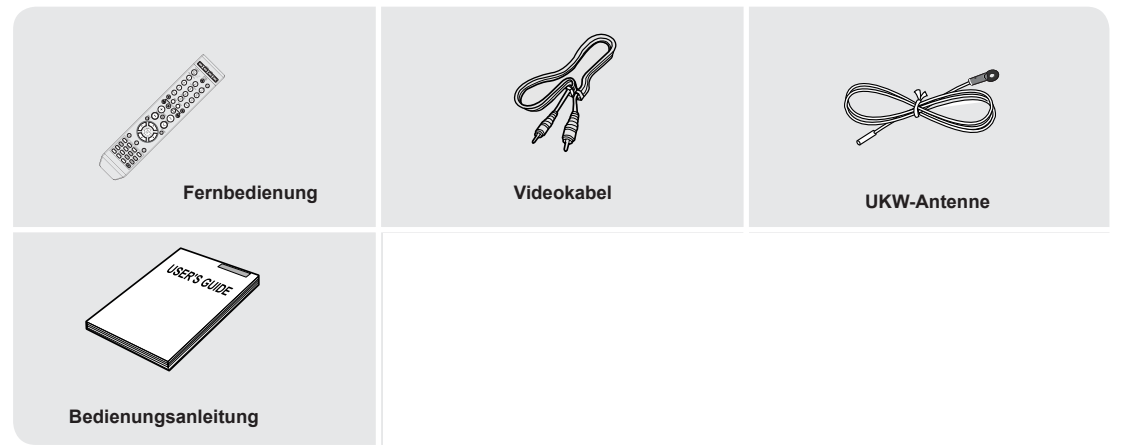 Fernbedienung
Videokabel
UKW-Antenne
USER'S GUIDE
Bedienungsanleitung